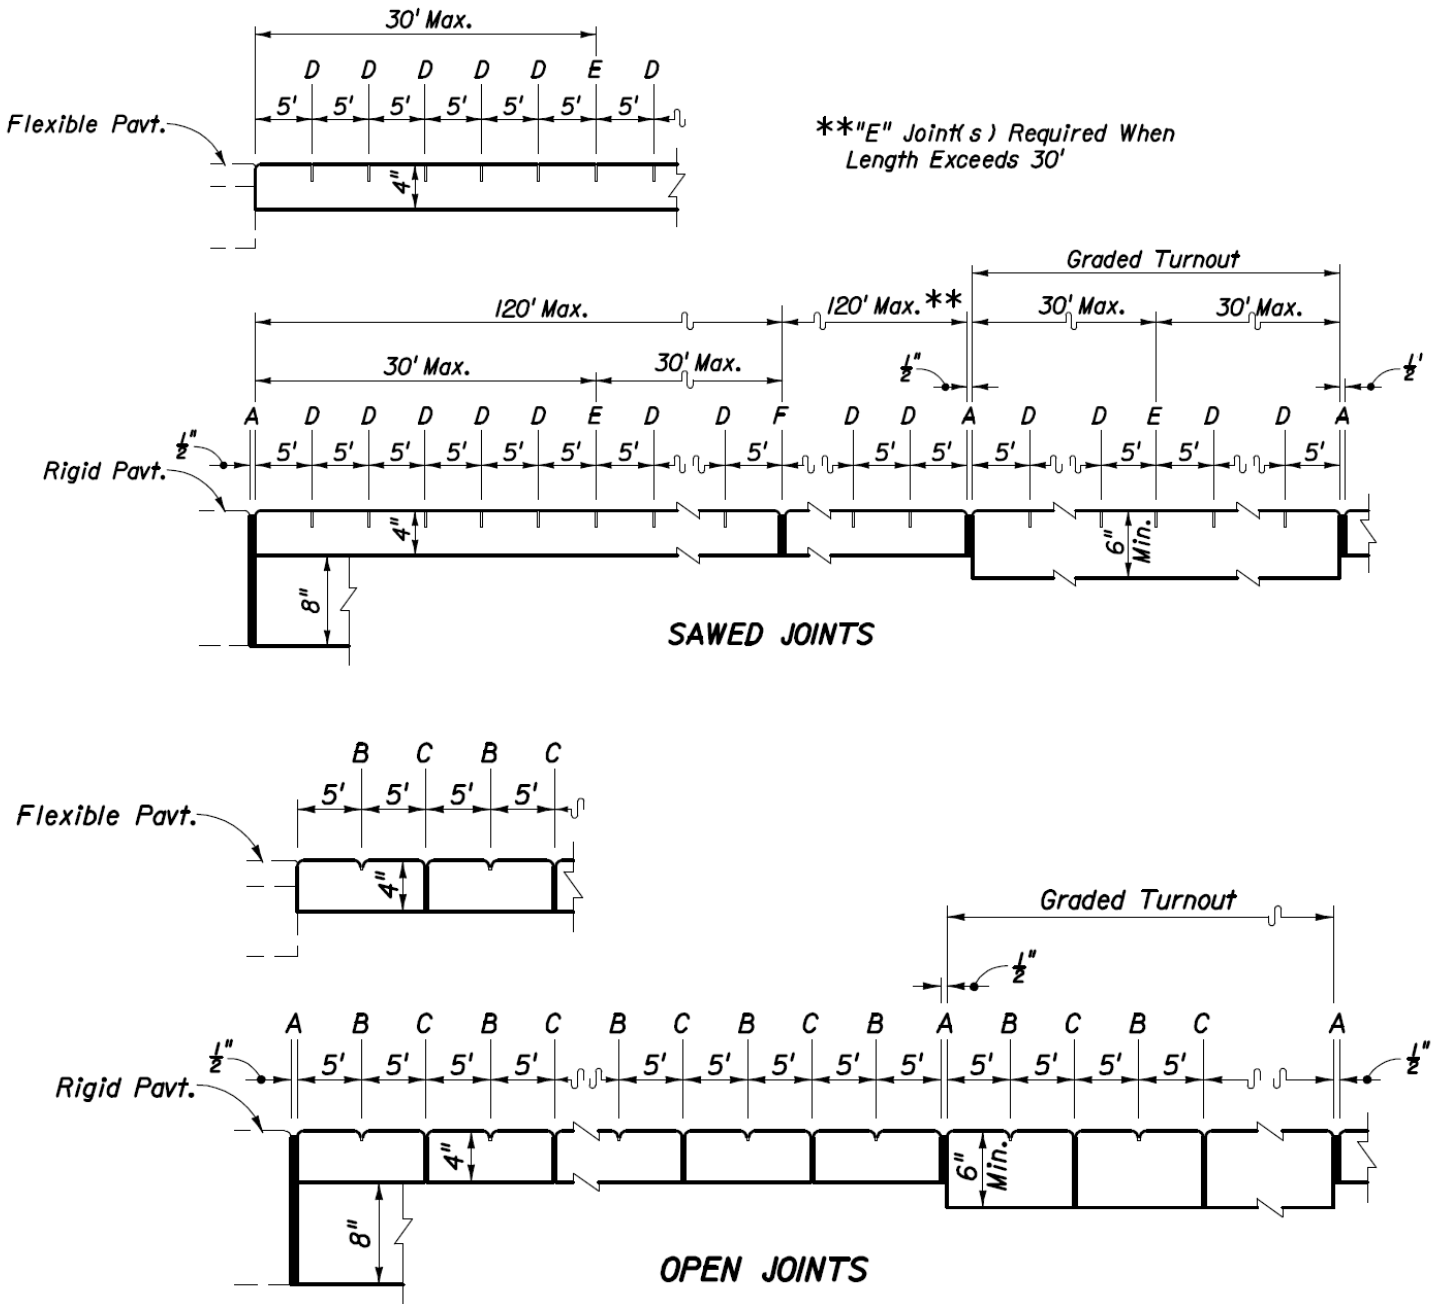 30' Max.
D D D D D E D
5' 5' 5' 5' 5' 5' 5'
Flexible Pavt.
**"E" Joint(s) Required When
Length Exceeds 30'
4"
Graded Turnout
120' Max. 120' Max.** 30' Max. 30' Max.
30' Max. 30' Max. 1/2" 1/2'
A D D D D D E D D F D D A D D E D D A
1/2" 5' 5' 5' 5' 5' 5' 5' 5' 5' 5' 5' 5' 5' 5'
Rigid Pavt.
4" 6" Min.
8"
SAWED JOINTS
B C B C
5' 5' 5' 5'
Flexible Pavt.
4"
Graded Turnout
1/2"
A B C B C B C B C B A B C B C A
1/2" 5' 5' 5' 5' 5' 5' 5' 5' 5' 5' 5' 5' 5' 1/2"
Rigid Pavt.
4" 6" Min.
8"
OPEN JOINTS